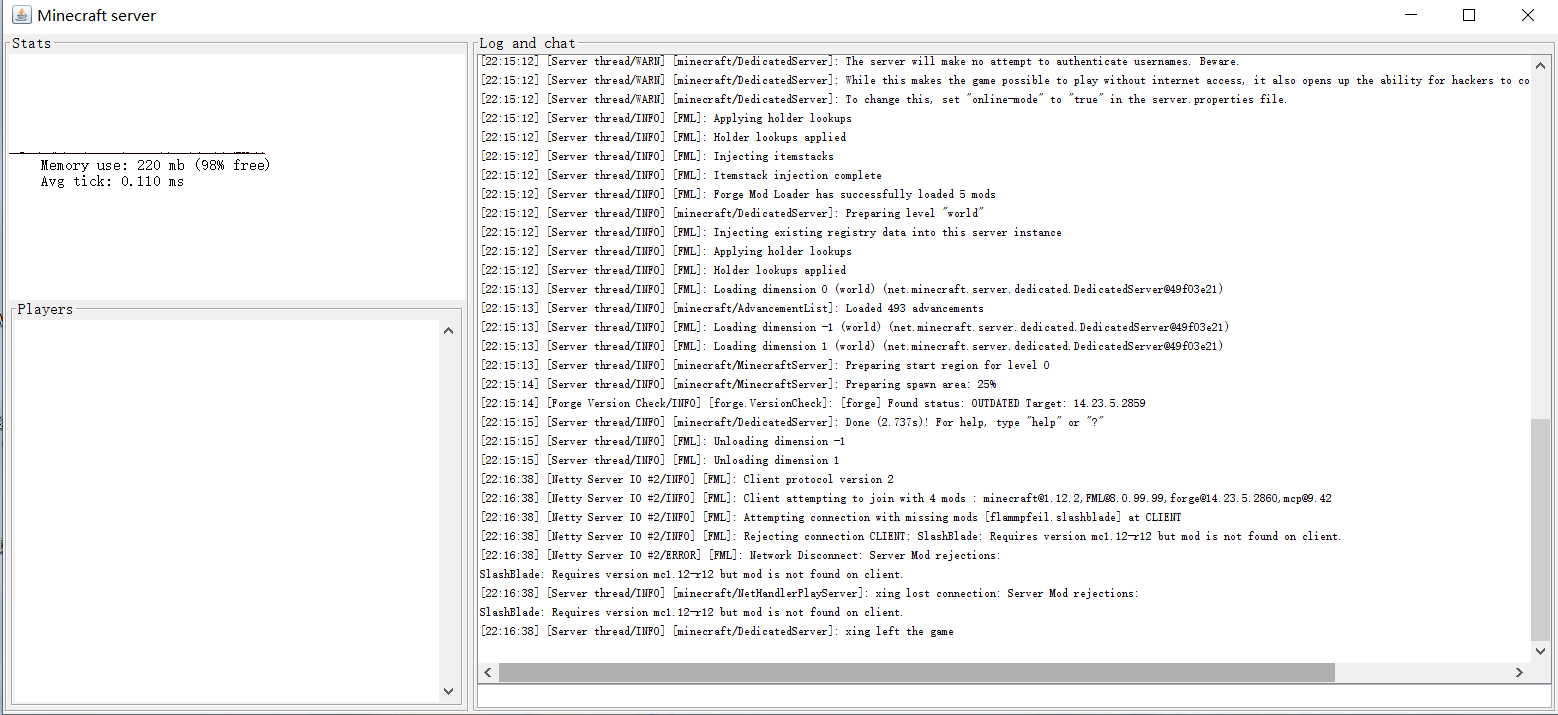 Minecraft server
Stats
Memory use: 220 mb (98% free)
Avg tick: 0.110 ms
Players
Log and chat
[22:15:12] [Server thread/WARN] [minecraft/DedicatedServer]: The server will make no attempt to authenticate usernames. Beware.
[22:15:12] [Server thread/WARN] [minecraft/DedicatedServer]: While this makes the game possible to play without internet access, it also opens up the ability for hackers to co
[22:15:12] [Server thread/WARN] [minecraft/DedicatedServer]: To change this, set "online-mode" to "true" in the server.properties file.
[22:15:12] [Server thread/INFO] [FML]: Applying holder lookups
[22:15:12] [Server thread/INFO] [FML]: Holder lookups applied
[22:15:12] [Server thread/INFO] [FML]: Injecting itemstacks
[22:15:12] [Server thread/INFO] [FML]: Itemstack injection complete
[22:15:12] [Server thread/INFO] [FML]: Forge Mod Loader has successfully loaded 5 mods
[22:15:12] [Server thread/INFO] [minecraft/DedicatedServer]: Preparing level "world"
[22:15:12] [Server thread/INFO] [FML]: Injecting existing registry data into this server instance
[22:15:12] [Server thread/INFO] [FML]: Applying holder lookups
[22:15:12] [Server thread/INFO] [FML]: Holder lookups applied
[22:15:13] [Server thread/INFO] [FML]: Loading dimension 0 (world) (net.minecraft.server.dedicated.DedicatedServer@49f03e21)
[22:15:13] [Server thread/INFO] [minecraft/AdvancementList]: Loaded 493 advancements
[22:15:13] [Server thread/INFO] [FML]: Loading dimension -1 (world) (net.minecraft.server.dedicated.DedicatedServer@49f03e21)
[22:15:13] [Server thread/INFO] [FML]: Loading dimension 1 (world) (net.minecraft.server.dedicated.DedicatedServer@49f03e21)
[22:15:13] [Server thread/INFO] [minecraft/MinecraftServer]: Preparing start region for level 0
[22:15:14] [Server thread/INFO] [minecraft/MinecraftServer]: Preparing spawn area: 25%
[22:15:14] [Forge Version Check/INFO] [forge.VersionCheck]: [forge] Found status: OUTDATED Target: 14.23.5.2859
[22:15:15] [Server thread/INFO] [minecraft/DedicatedServer]: Done (2.737s)! For help, type "help" or "?"
[22:15:15] [Server thread/INFO] [FML]: Unloading dimension -1
[22:15:15] [Server thread/INFO] [FML]: Unloading dimension 1
[22:16:38] [Netty Server IO #2/INFO] [FML]: Client protocol version 2
[22:16:38] [Netty Server IO #2/INFO] [FML]: Client attempting to join with 4 mods : minecraft@1.12.2,FML@8.0.99.99,forge@14.23.5.2860,mcp@9.42
[22:16:38] [Netty Server IO #2/INFO] [FML]: Attempting connection with missing mods [flammpfeil.slashblade] at CLIENT
[22:16:38] [Netty Server IO #2/INFO] [FML]: Rejecting connection CLIENT: SlashBlade: Requires version mc1.12-r12 but mod is not found on client.
[22:16:38] [Netty Server IO #2/ERROR] [FML]: Network Disconnect: Server Mod rejections:
SlashBlade: Requires version mc1.12-r12 but mod is not found on client.
[22:16:38] [Server thread/INFO] [minecraft/NetHandlerPlayServer]: xing lost connection: Server Mod rejections:
SlashBlade: Requires version mc1.12-r12 but mod is not found on client.
[22:16:38] [Server thread/INFO] [minecraft/DedicatedServer]: xing left the game